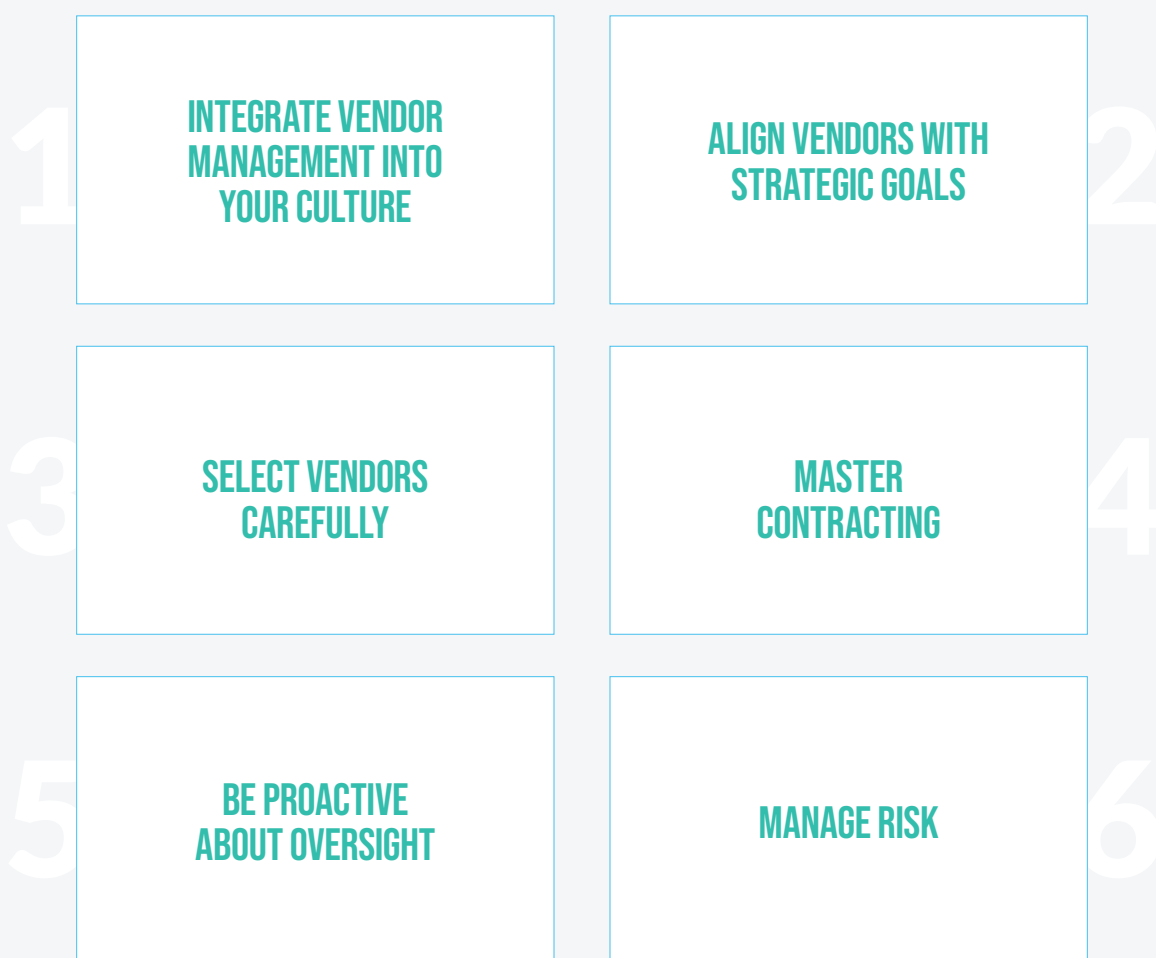 1
INTEGRATE VENDOR
MANAGEMENT INTO
YOUR CULTURE
2
ALIGN VENDORS WITH
STRATEGIC GOALS
3
SELECT VENDORS
CAREFULLY
4
MASTER
CONTRACTING
5
BE PROACTIVE
ABOUT OVERSIGHT
6
MANAGE RISK